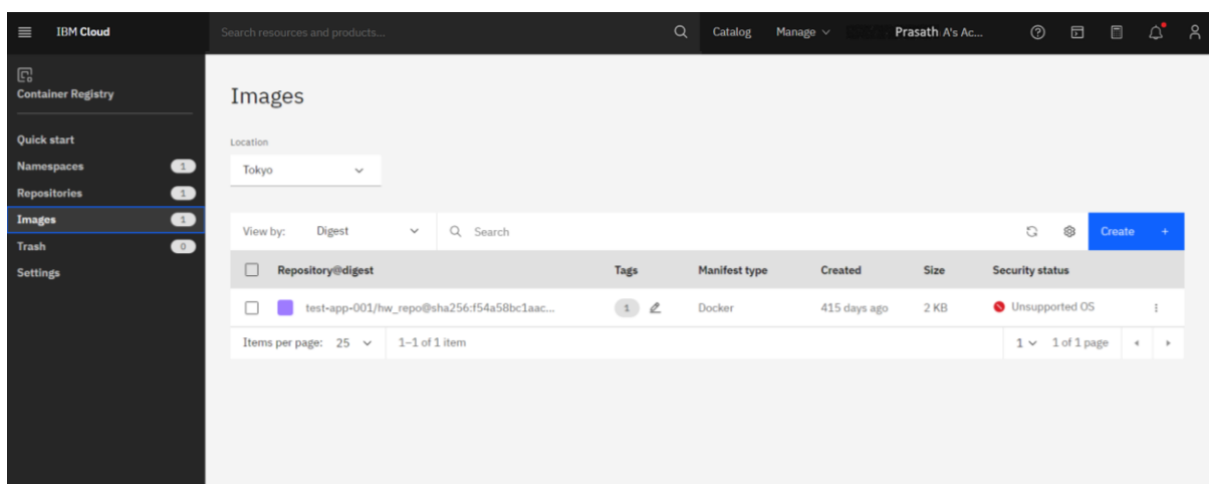 IBM Cloud
Search resources and products...
Catalog
Manage
Prasath A's Ac...
Container Registry
Quick start
Namespaces 1
Repositories 1
Images 1
Trash 0
Settings
Images
Location
Tokyo
View by: Digest
Search
Create +
Repository@digest Tags Manifest type Created Size Security status
test-app-001/hw_repo@sha256:f54a58bc1aac... 1 Docker 415 days ago 2 KB Unsupported OS
Items per page: 25 1–1 of 1 item 1 1 of 1 page